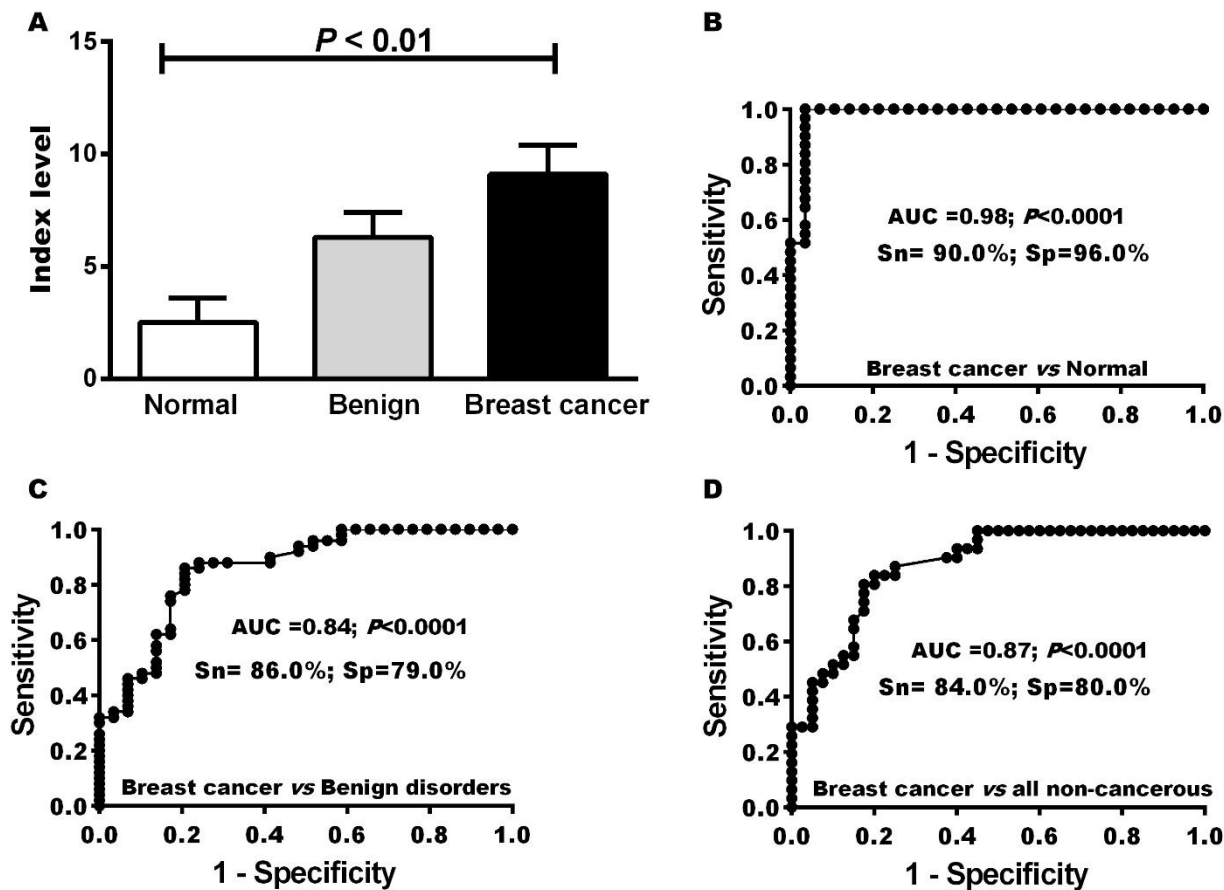 A
P < 0.01
Index level
15
10
5
0
Normal Benign Breast cancer
B
Sensitivity
1.0
0.8
0.6
0.4
0.2
0.0
AUC =0.98; P<0.0001
Sn= 90.0%; Sp=96.0%
Breast cancer vs Normal
0.0 0.2 0.4 0.6 0.8 1.0
1 - Specificity
C
Sensitivity
1.0
0.8
0.6
0.4
0.2
0.0
AUC =0.84; P<0.0001
Sn= 86.0%; Sp=79.0%
Breast cancer vs Benign disorders
0.0 0.2 0.4 0.6 0.8 1.0
1 - Specificity
D
Sensitivity
1.0
0.8
0.6
0.4
0.2
0.0
AUC =0.87; P<0.0001
Sn= 84.0%; Sp=80.0%
Breast cancer vs all non-cancerous
0.0 0.2 0.4 0.6 0.8 1.0
1 - Specificity